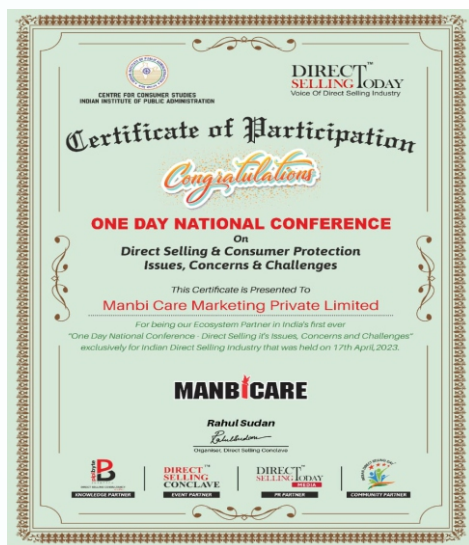 CENTRE FOR CONSUMER STUDIES
INDIAN INSTITUTE OF PUBLIC ADMINISTRATION
DIRECT™
SELLING TODAY
Voice Of Direct Selling Industry
Certificate of Participation
Congratulations
ONE DAY NATIONAL CONFERENCE
On
Direct Selling & Consumer Protection
Issues, Concerns & Challenges
This Certificate is Presented To
Manbi Care Marketing Private Limited
For being our Ecosystem Partner in India's first ever
"One Day National Conference - Direct Selling it's Issues, Concerns and Challenges"
exclusively for Indian Direct Selling Industry that was held on 17th April,2023.
MANBICARE
Rahul Sudan
Organiser, Direct Selling Conclave
KNOWLEDGE PARTNER
DIRECT™
SELLING
CONCLAVE
EVENT PARTNER
DIRECT™
SELLING TODAY
MEDIA
PR PARTNER
COMMUNITY PARTNER